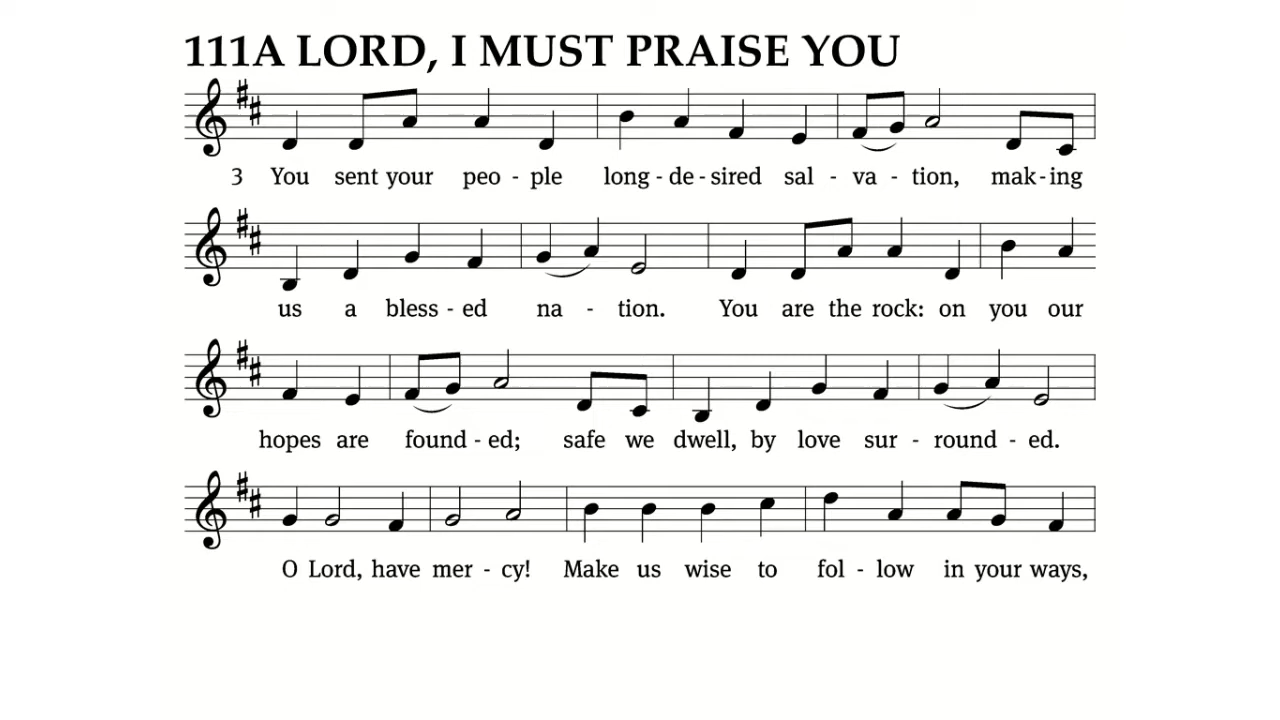 111A LORD, I MUST PRAISE YOU
3 You sent your peo - ple long - de - sired sal - va - tion, mak - ing
us a bless - ed na - tion. You are the rock: on you our
hopes are found - ed; safe we dwell, by love sur - round - ed.
O Lord, have mer - cy! Make us wise to fol - low in your ways,